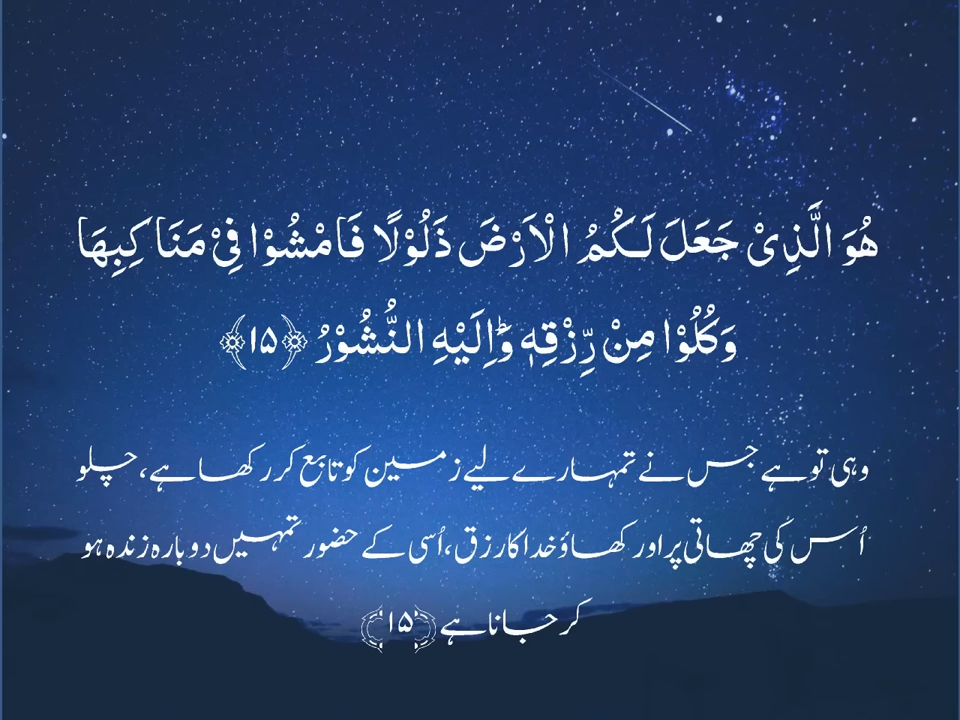 هُوَ الَّذِیْ جَعَلَ لَـكُمُ الْاَرْضَ ذَلُوْلًا فَامْشُوْا فِیْ مَنَاكِبِهَا
وَكُلُوْا مِنْ رِّزْقِهٖ ؕ وَاِلَیْهِ النُّشُوْرُ ﴿۱۵﴾
وہی تو ہے جس نے تمہارے لیے زمین کو تابع کر رکھا ہے، چلو
اُس کی چھاتی پر اور کھاؤ خدا کا رزق، اُسی کے حضور تمہیں دوبارہ زندہ ہو
کر جانا ہے ﴿۱۵﴾